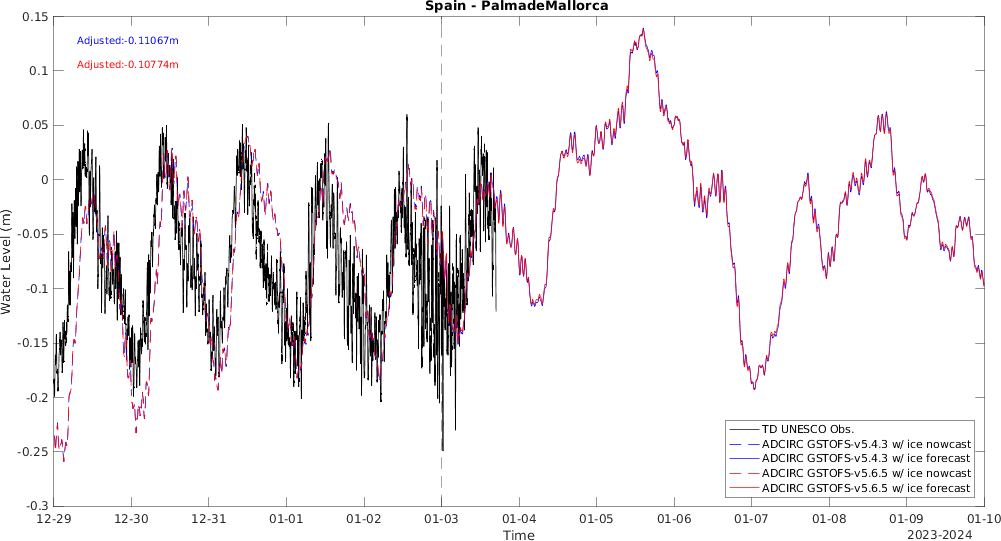 Spain - PalmadeMallorca
Adjusted:-0.11067m
Adjusted:-0.10774m
Water Level (m)
0.15
0.1
0.05
0
-0.05
-0.1
-0.15
-0.2
-0.25
-0.3
TD UNESCO Obs.
ADCIRC GSTOFS-v5.4.3 w/ ice nowcast
ADCIRC GSTOFS-v5.4.3 w/ ice forecast
ADCIRC GSTOFS-v5.6.5 w/ ice nowcast
ADCIRC GSTOFS-v5.6.5 w/ ice forecast
12-29 12-30 12-31 01-01 01-02 01-03 01-04 01-05 01-06 01-07 01-08 01-09 01-10
Time
2023-2024